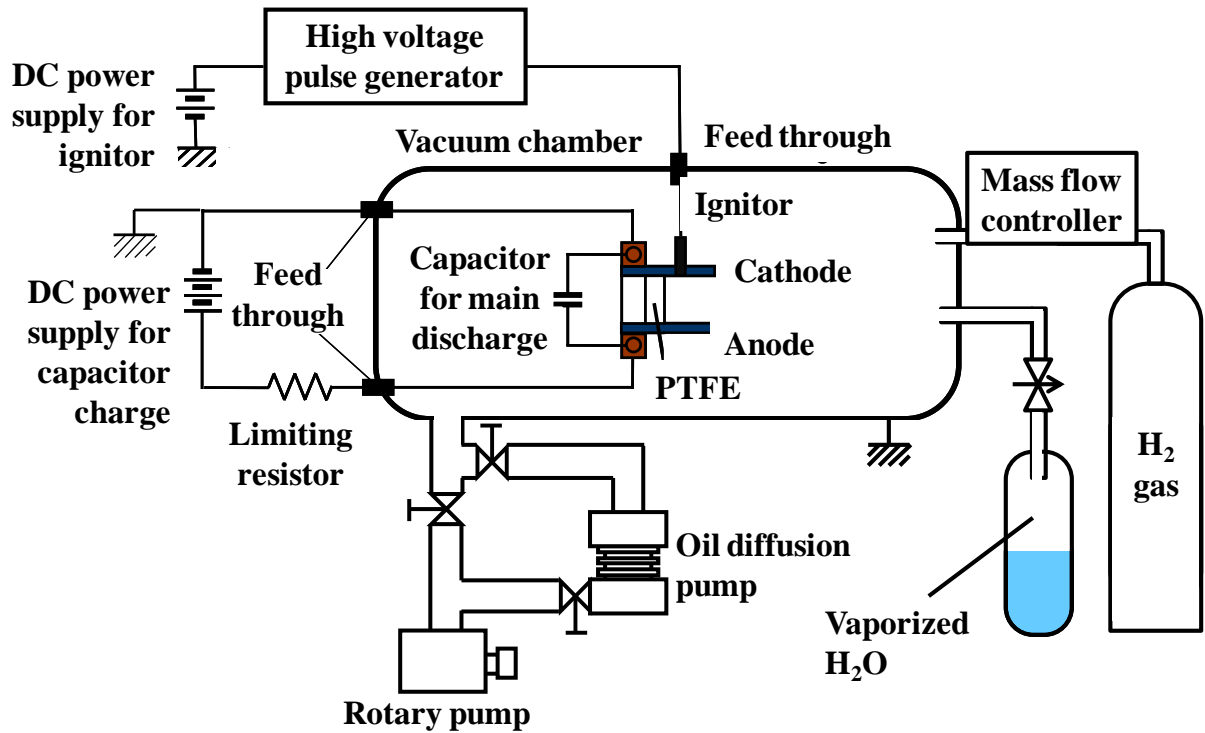 High voltage
pulse generator
DC power
supply for
ignitor
Vacuum chamber
Feed through
Mass flow
controller
Ignitor
Capacitor
for main
discharge
Cathode
Feed
through
DC power
supply for
capacitor
charge
Anode
PTFE
Limiting
resistor
H₂
gas
Oil diffusion
pump
Vaporized
H₂O
Rotary pump